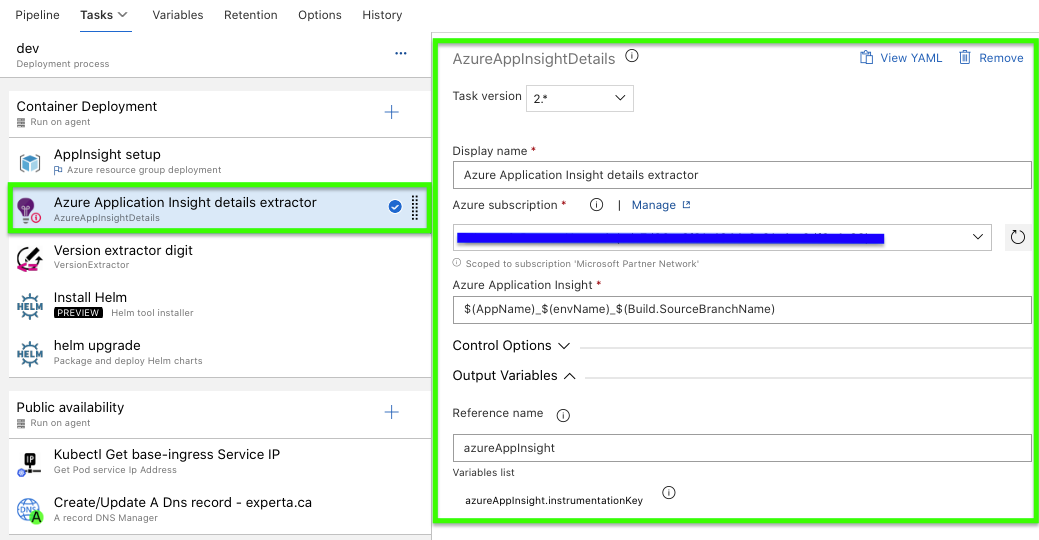 Pipeline Tasks Variables Retention Options History
dev
Deployment process
Container Deployment
Run on agent
AppInsight setup
Azure resource group deployment
Azure Application Insight details extractor
AzureAppInsightDetails
Version extractor digit
VersionExtractor
Install Helm
PREVIEW Helm tool installer
helm upgrade
Package and deploy Helm charts
Public availability
Run on agent
Kubectl Get base-ingress Service IP
Get Pod service Ip Address
Create/Update A Dns record - experta.ca
A record DNS Manager
AzureAppInsightDetails
View YAML Remove
Task version 2.*
Display name *
Azure Application Insight details extractor
Azure subscription * | Manage
Scoped to subscription 'Microsoft Partner Network'
Azure Application Insight *
$(AppName)_$(envName)_$(Build.SourceBranchName)
Control Options
Output Variables
Reference name
azureAppInsight
Variables list
azureAppInsight.instrumentationKey
HELM
HELM
IP
DNS
A